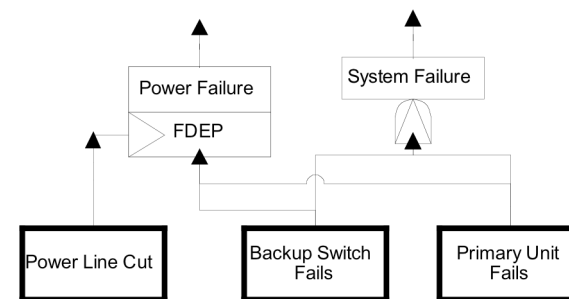 Power Failure
System Failure
FDEP
Power Line Cut
Backup Switch
Fails
Primary Unit
Fails